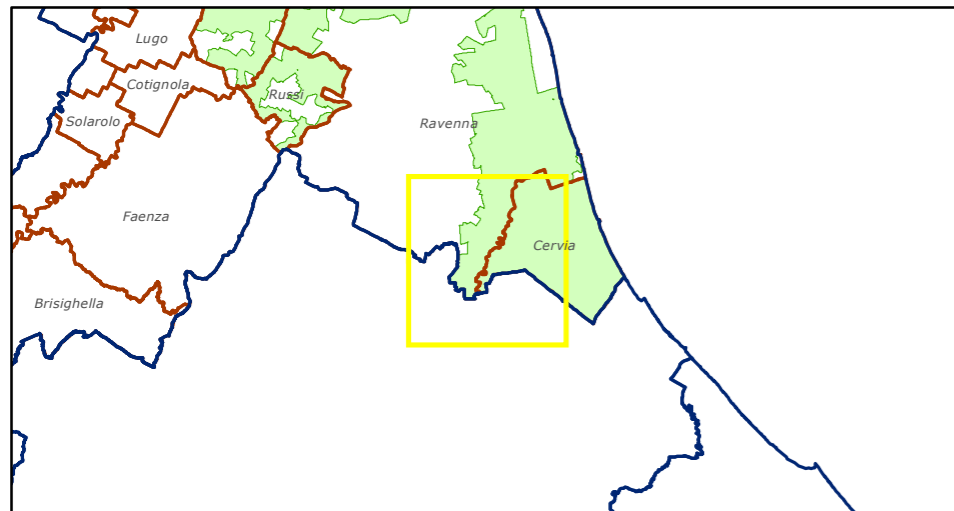 Lugo
Cotignola
Russi
Solarolo
Ravenna
Faenza
Cervia
Brisighella